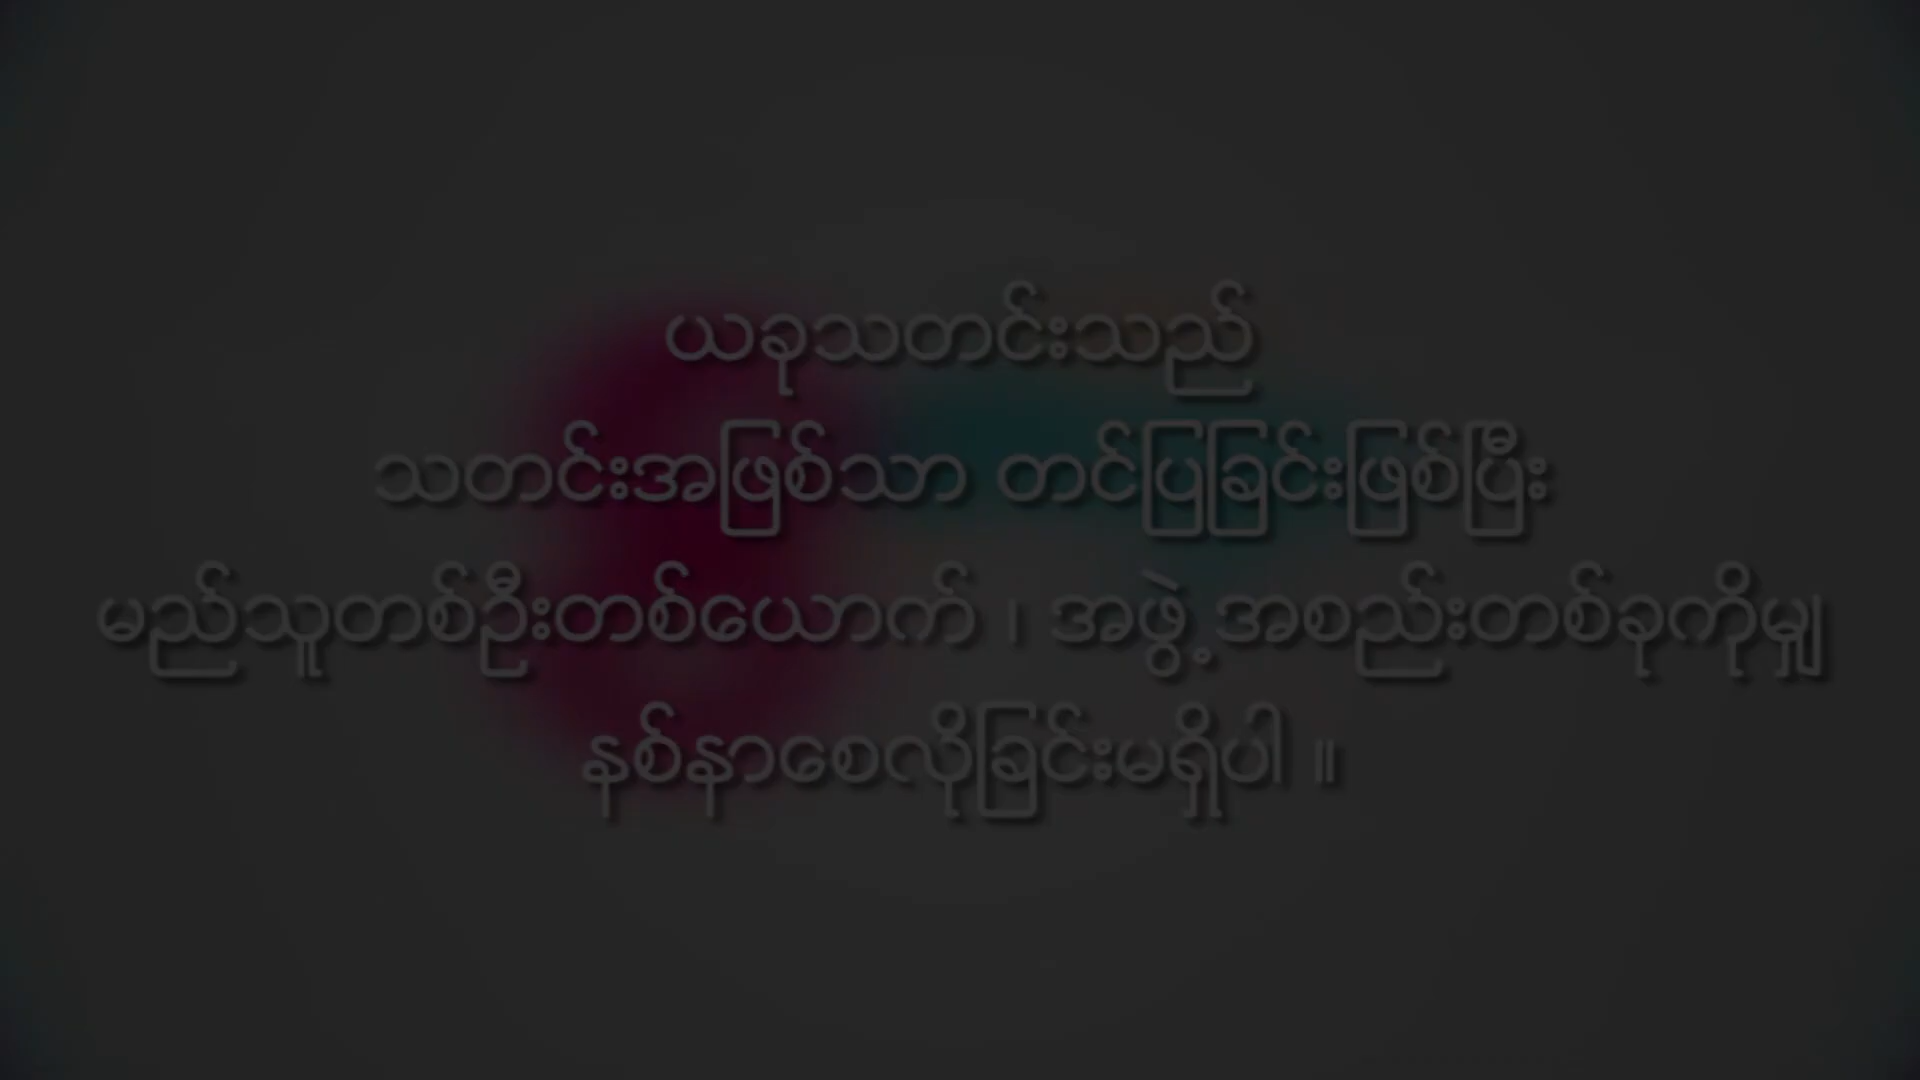 ယခုသတင်းသည်
သတင်းအဖြစ်သာ တင်ပြခြင်းဖြစ်ပြီး
မည်သူတစ်ဦးတစ်ယောက် ၊ အဖွဲ့အစည်းတစ်ခုကိုမျှ
နစ်နာစေလိုခြင်းမရှိပါ ။